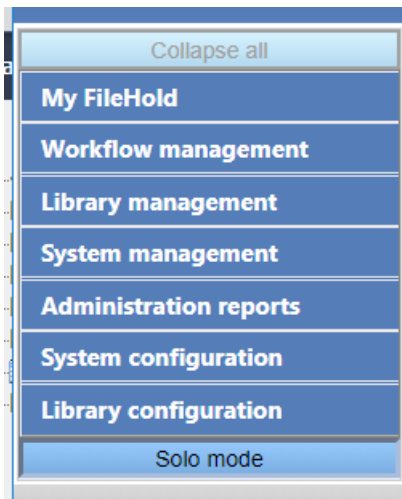 Collapse all
My FileHold
Workflow management
Library management
System management
Administration reports
System configuration
Library configuration
Solo mode